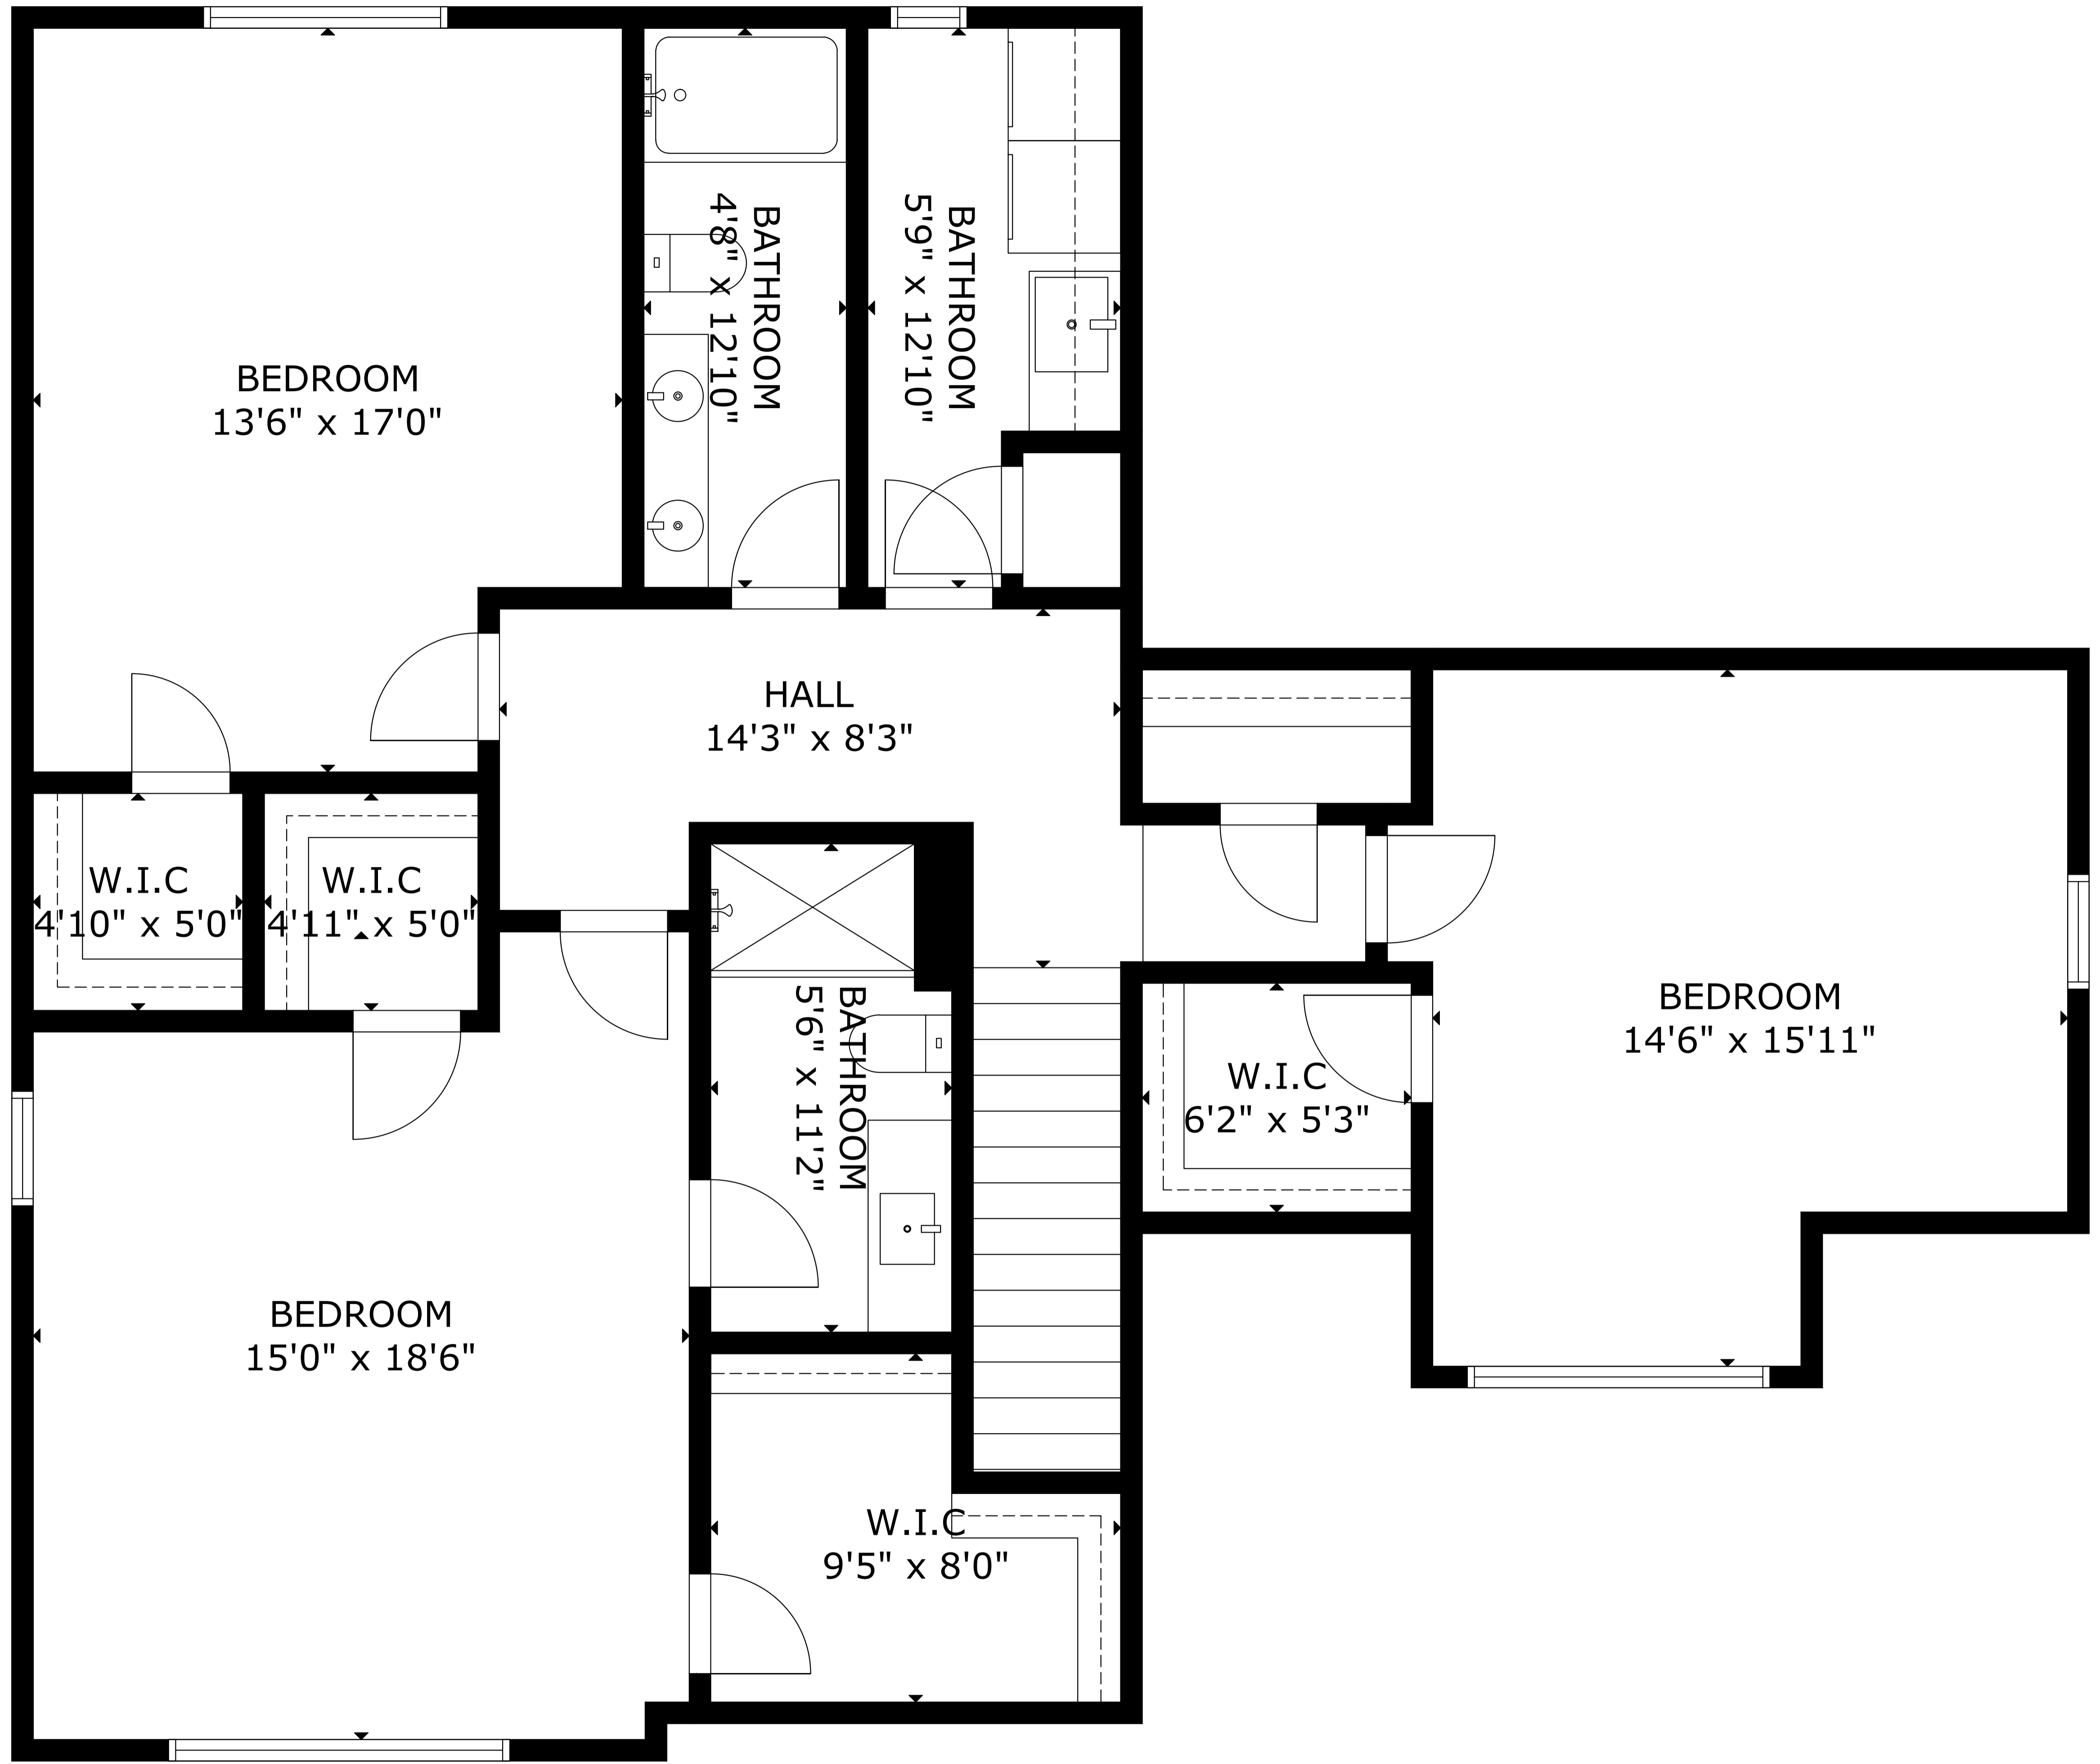 BEDROOM
13'6" x 17'0"
BATHROOM
4'8" x 12'10"
BATHROOM
5'9" x 12'10"
HALL
14'3" x 8'3"
W.I.C
4'10" x 5'0"
W.I.C
4'11" x 5'0"
BATHROOM
5'6" x 11'2"
W.I.C
6'2" x 5'3"
BEDROOM
14'6" x 15'11"
BEDROOM
15'0" x 18'6"
W.I.C
9'5" x 8'0"